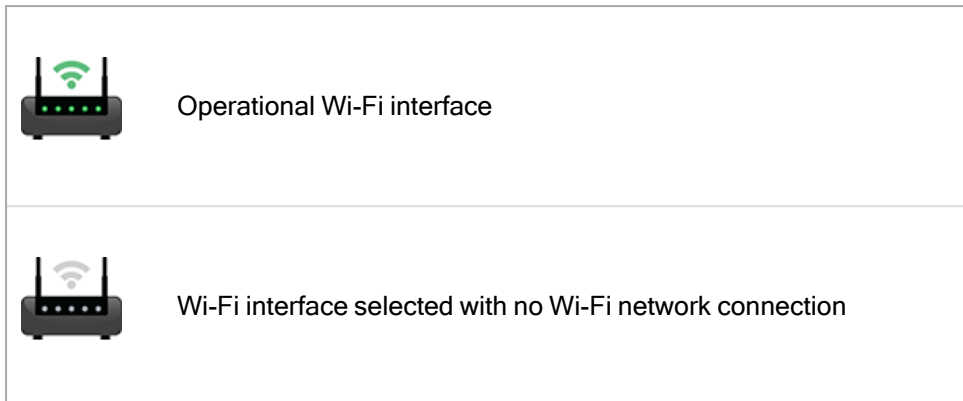 Operational Wi-Fi interface
Wi-Fi interface selected with no Wi-Fi network connection